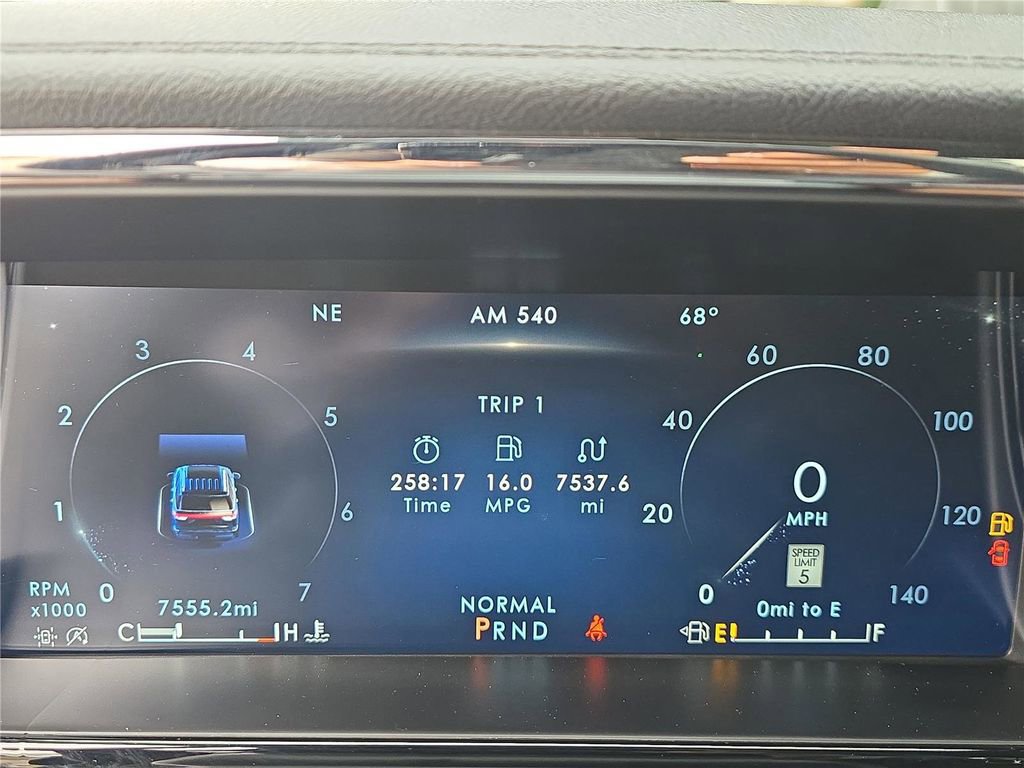 NE
AM 540
68°
TRIP 1
258:17 16.0 7537.6
Time MPG mi
0 1 2 3 4 5 6 7
RPM
x1000
7555.2mi
C H
NORMAL
PRND
0 20 40 60 80 100 120 140
0
MPH
SPEED
LIMIT
5
0mi to E
E F